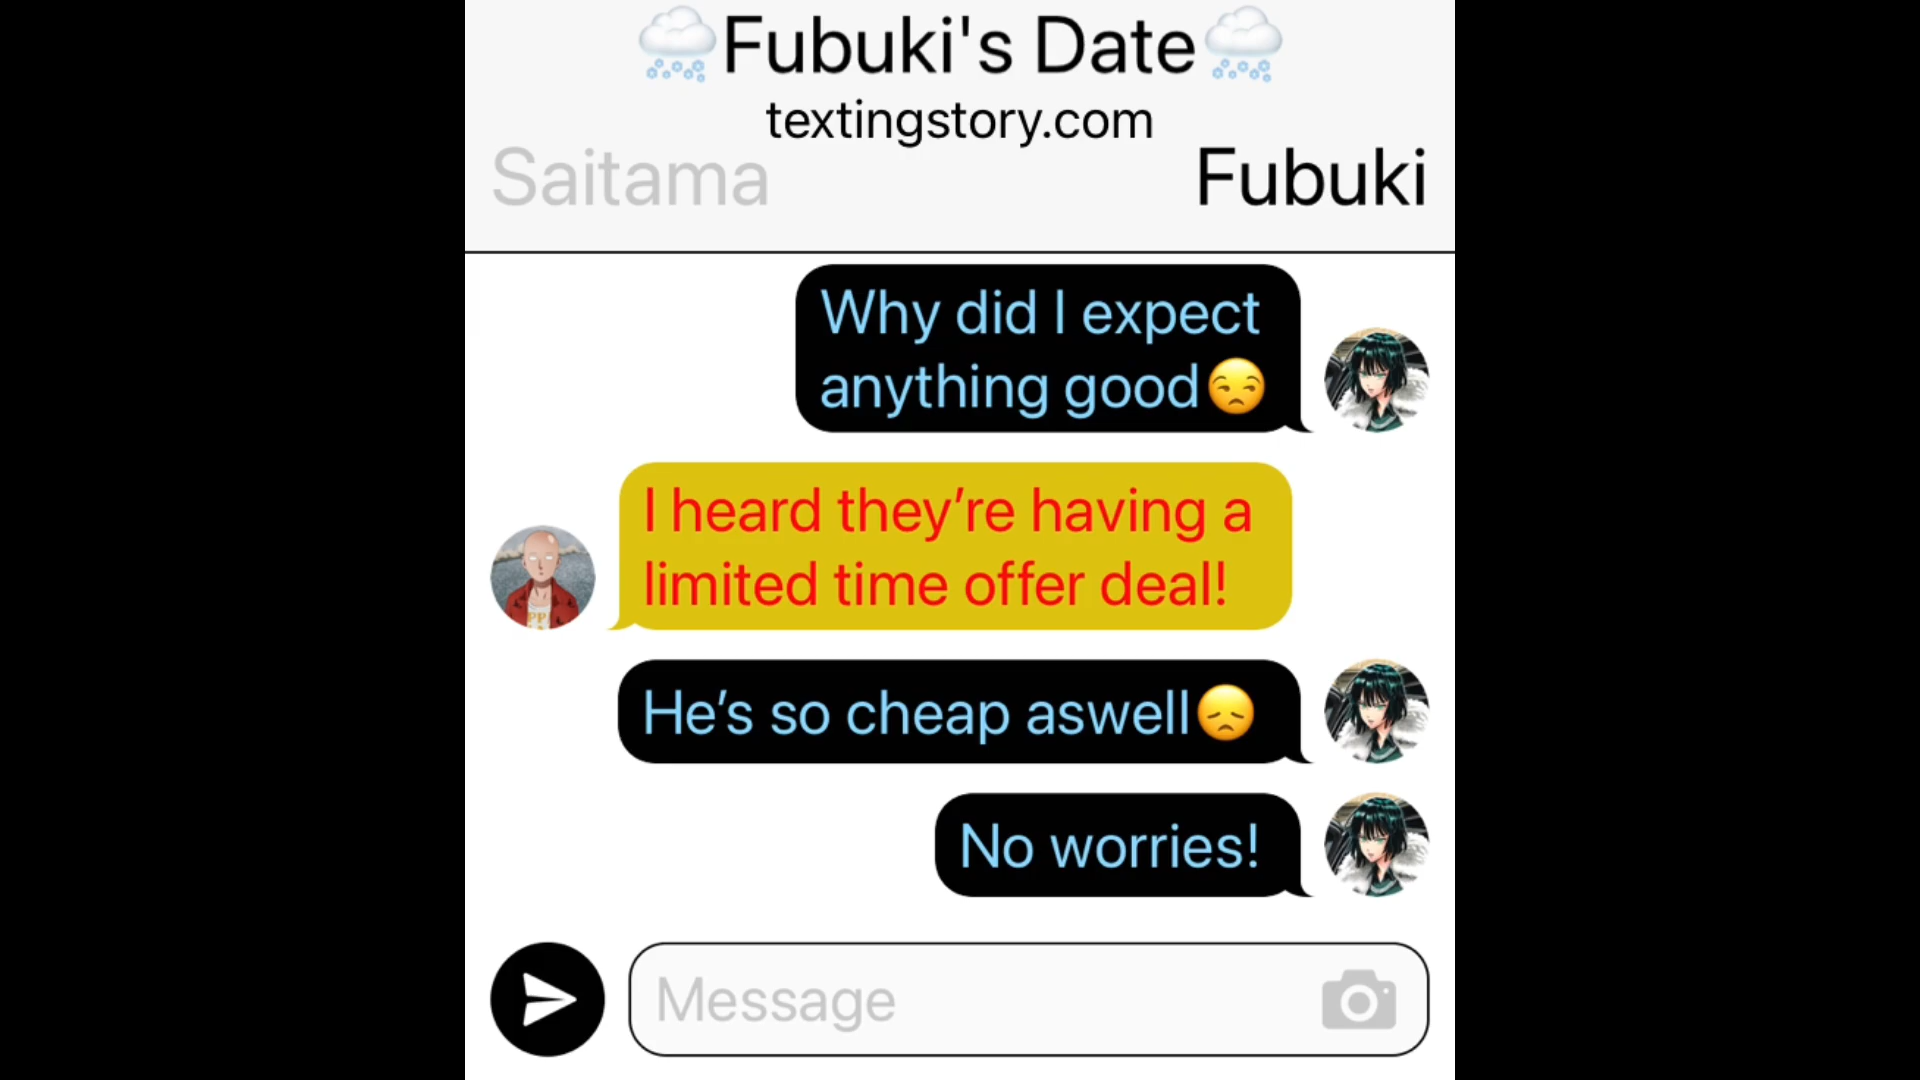 🌨️Fubuki's Date🌨️
textingstory.com
Saitama
Fubuki
Why did I expect
anything good😒
I heard they’re having a
limited time offer deal!
He’s so cheap aswell😞
No worries!
Message